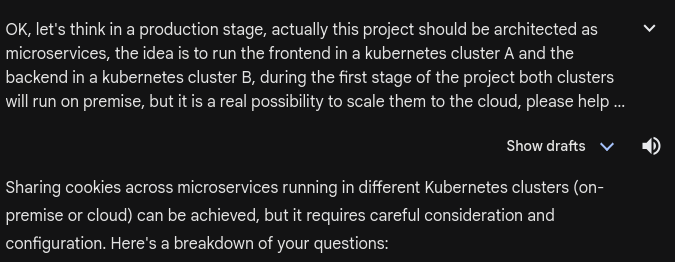 OK, let's think in a production stage, actually this project should be architected as
microservices, the idea is to run the frontend in a kubernetes cluster A and the
backend in a kubernetes cluster B, during the first stage of the project both clusters
will run on premise, but it is a real possibility to scale them to the cloud, please help ...
Show drafts
Sharing cookies across microservices running in different Kubernetes clusters (on-
premise or cloud) can be achieved, but it requires careful consideration and
configuration. Here's a breakdown of your questions: